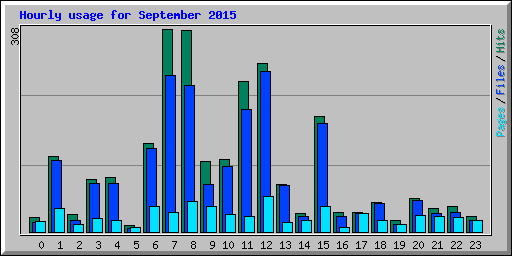 Hourly usage for September 2015
308
Pages/Files/Hits
0 1 2 3 4 5 6 7 8 9 10 11 12 13 14 15 16 17 18 19 20 21 22 23